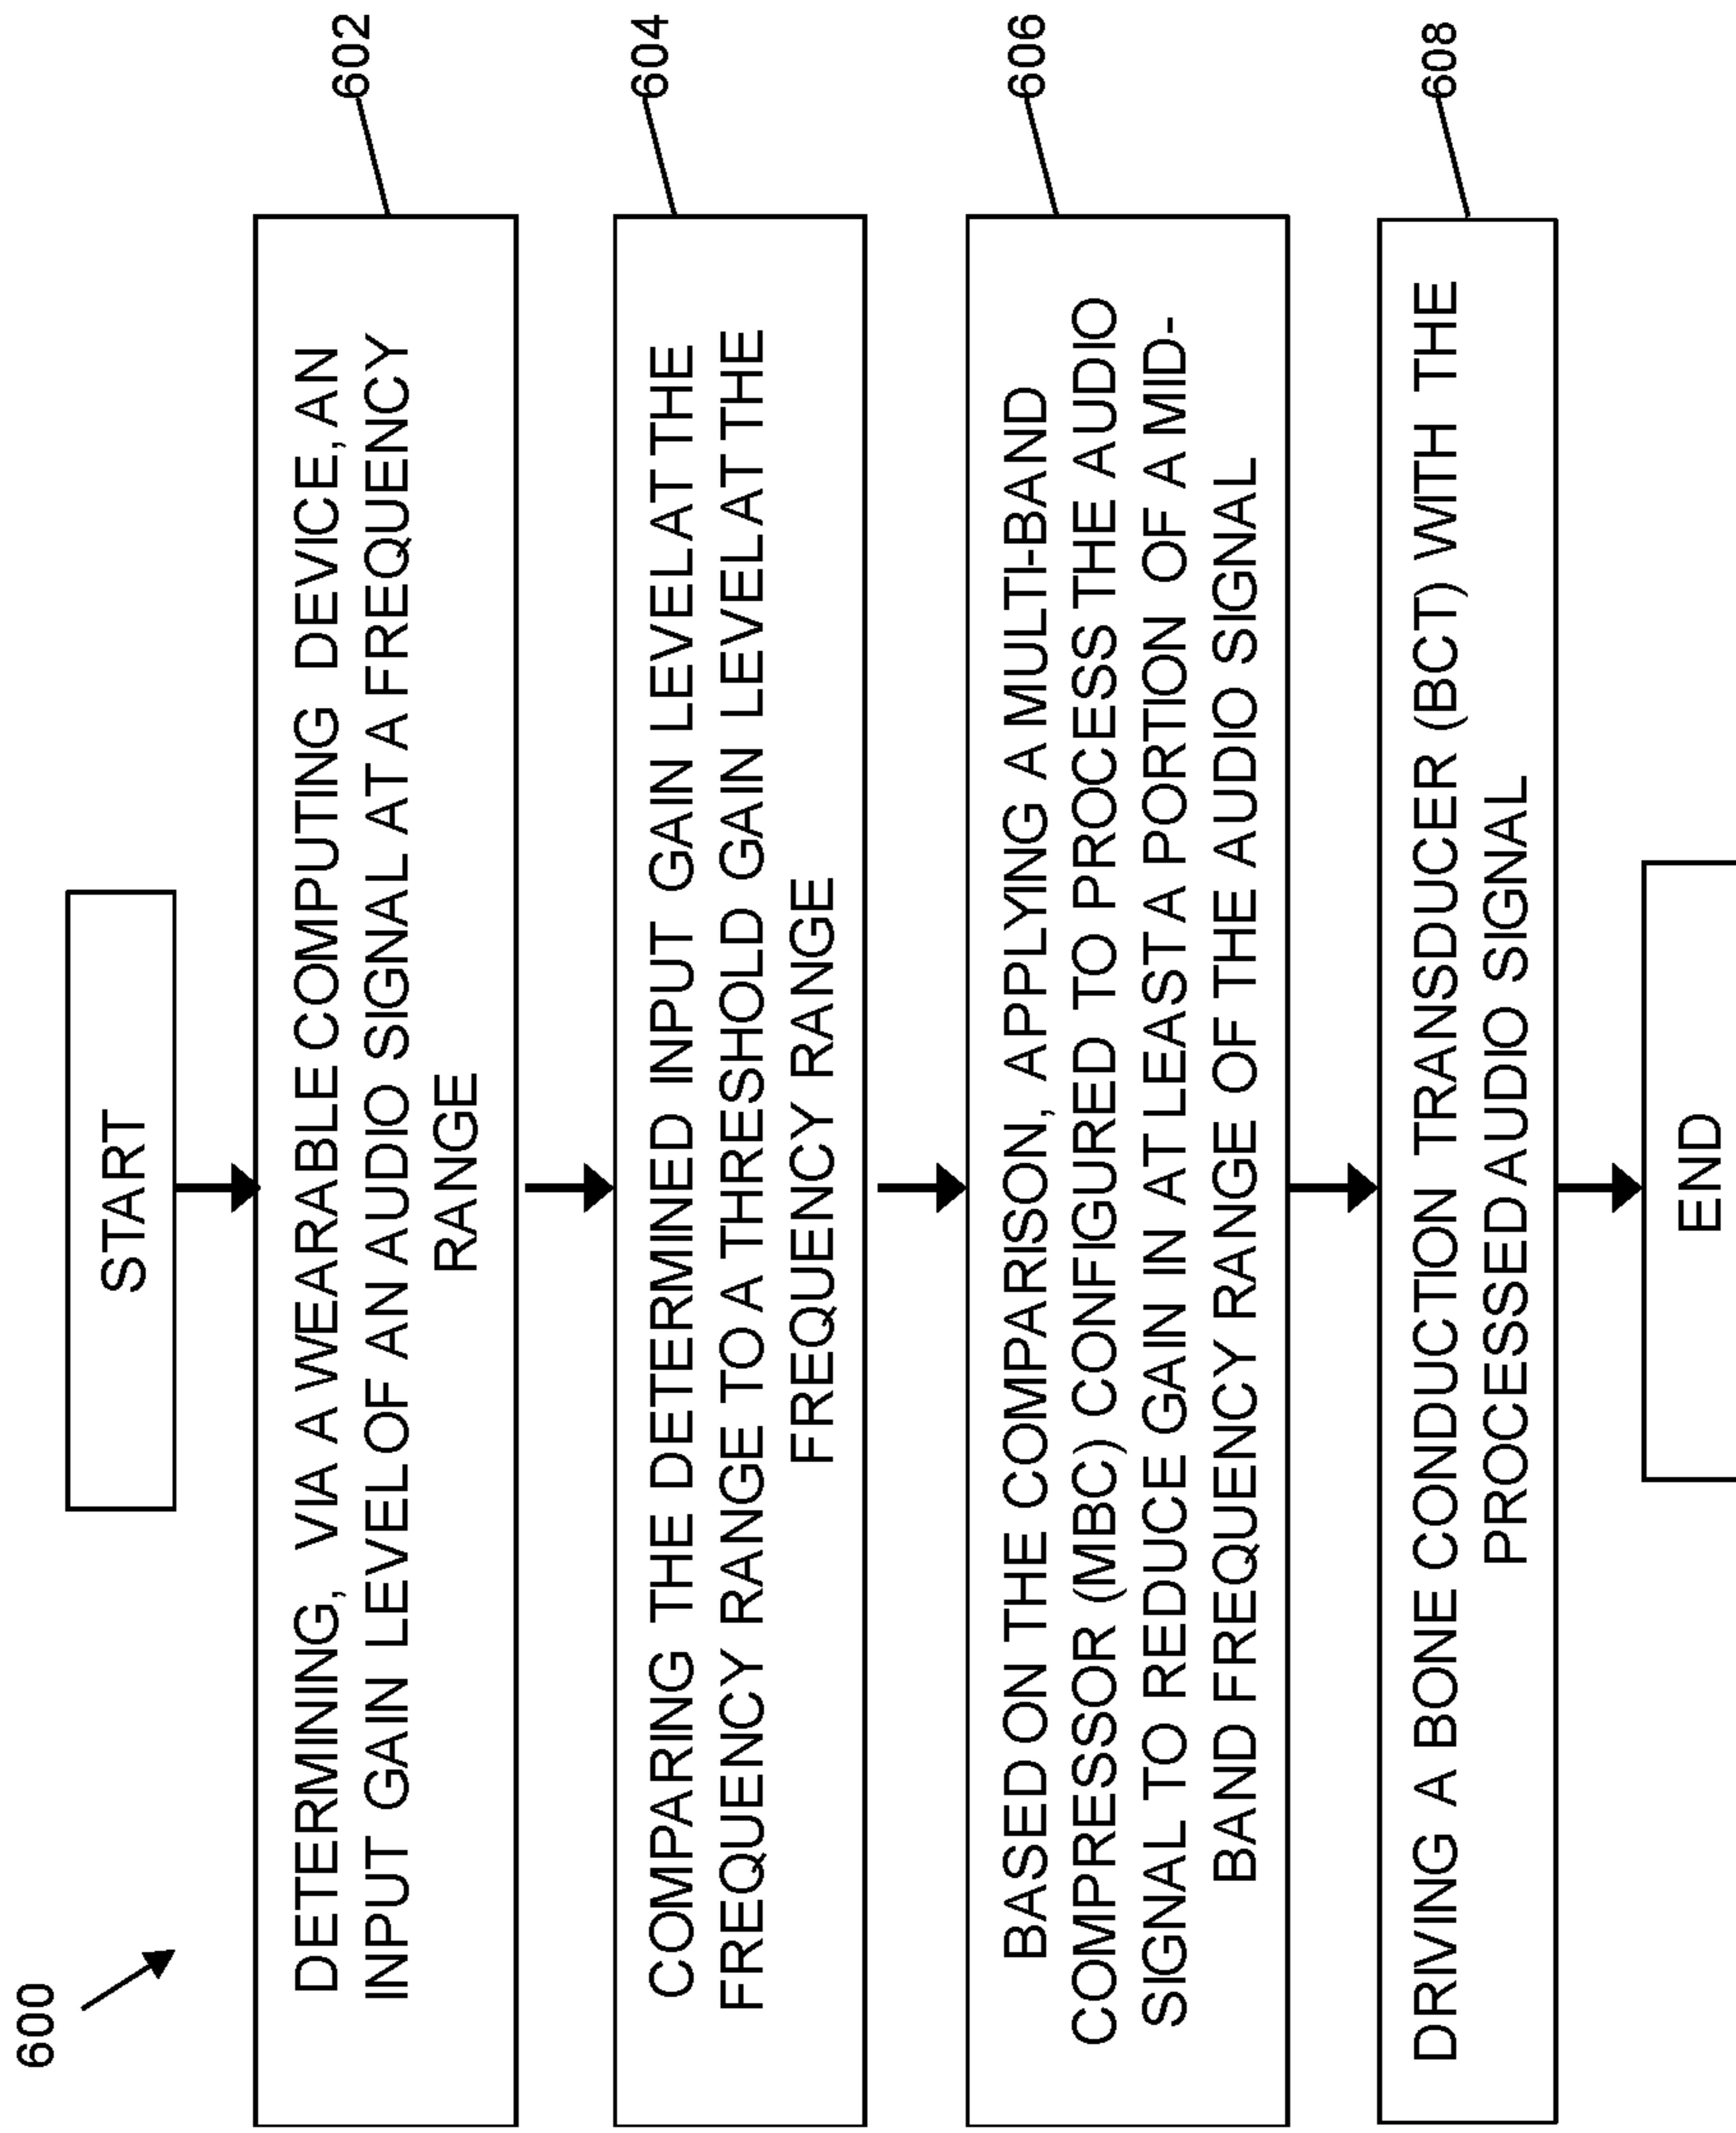 600
START
DETERMINING, VIA A WEARABLE COMPUTING DEVICE, AN
INPUT GAIN LEVEL OF AN AUDIO SIGNAL AT A FREQUENCY
RANGE
602
COMPARING THE DETERMINED INPUT GAIN LEVEL AT THE
FREQUENCY RANGE TO A THRESHOLD GAIN LEVEL AT THE
FREQUENCY RANGE
604
BASED ON THE COMPARISON, APPLYING A MULTI-BAND
COMPRESSOR (MBC) CONFIGURED TO PROCESS THE AUDIO
SIGNAL TO REDUCE GAIN IN AT LEAST A PORTION OF A MID-
BAND FREQUENCY RANGE OF THE AUDIO SIGNAL
606
DRIVING A BONE CONDUCTION TRANSDUCER (BCT) WITH THE
PROCESSED AUDIO SIGNAL
608
END